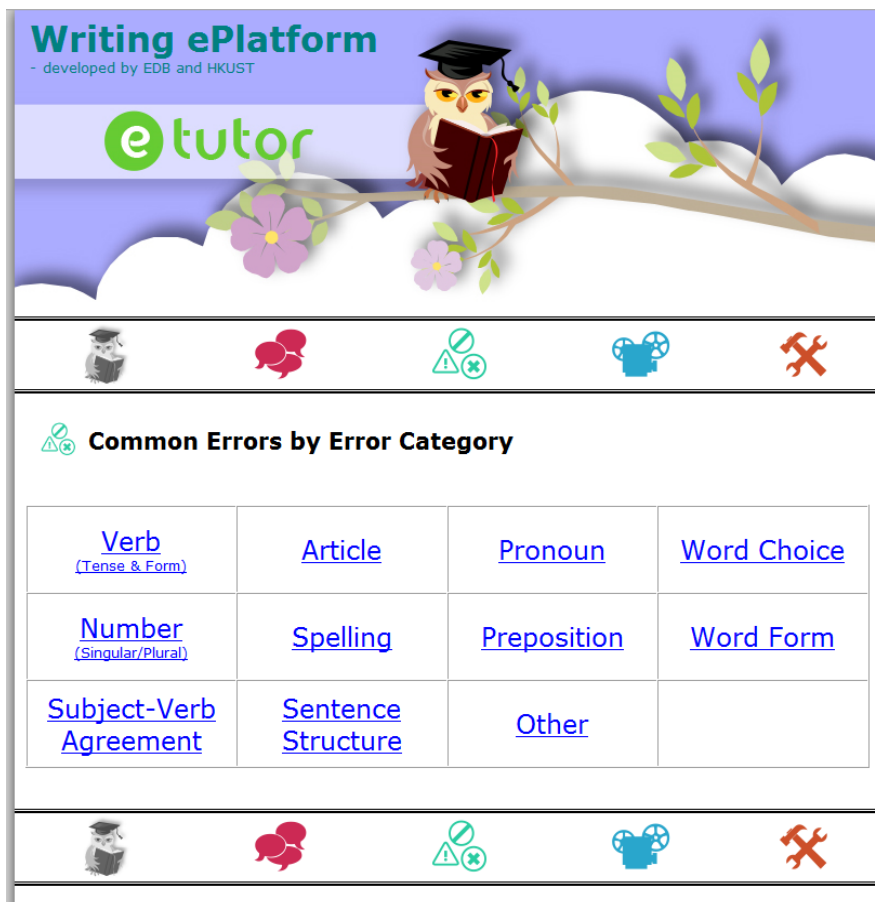 Writing ePlatform
- developed by EDB and HKUST
e tutor
Common Errors by Error Category
Verb
(Tense & Form)
Article
Pronoun
Word Choice
Number
(Singular/Plural)
Spelling
Preposition
Word Form
Subject-Verb
Agreement
Sentence
Structure
Other